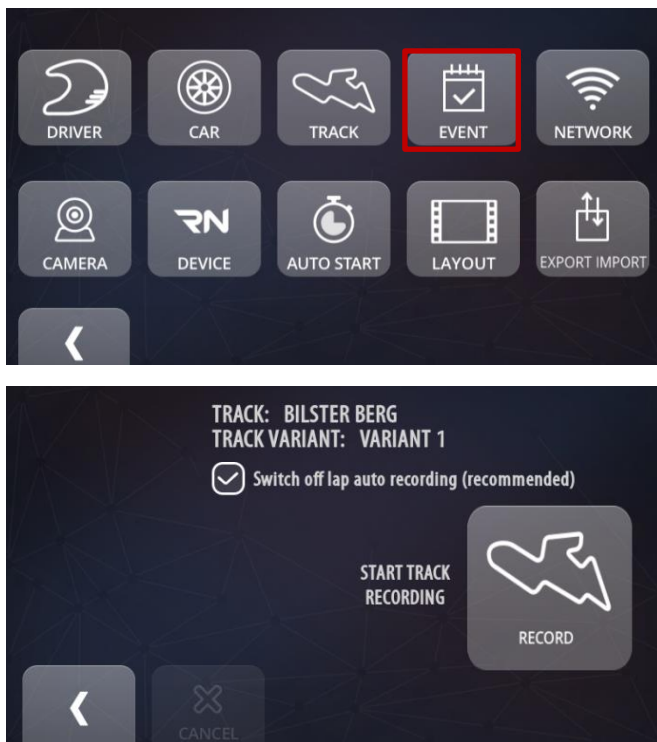 DRIVER
CAR
TRACK
EVENT
NETWORK
CAMERA
RN
DEVICE
AUTO START
LAYOUT
EXPORT IMPORT
TRACK: BILSTER BERG
TRACK VARIANT: VARIANT 1
Switch off lap auto recording (recommended)
START TRACK
RECORDING
RECORD
CANCEL